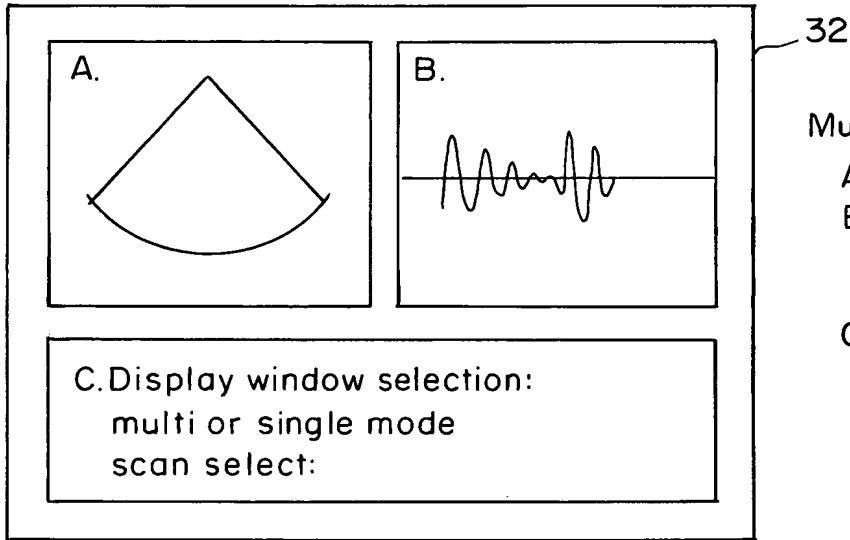 A.
B.
32
C. Display window selection:
multi or single mode
scan select: